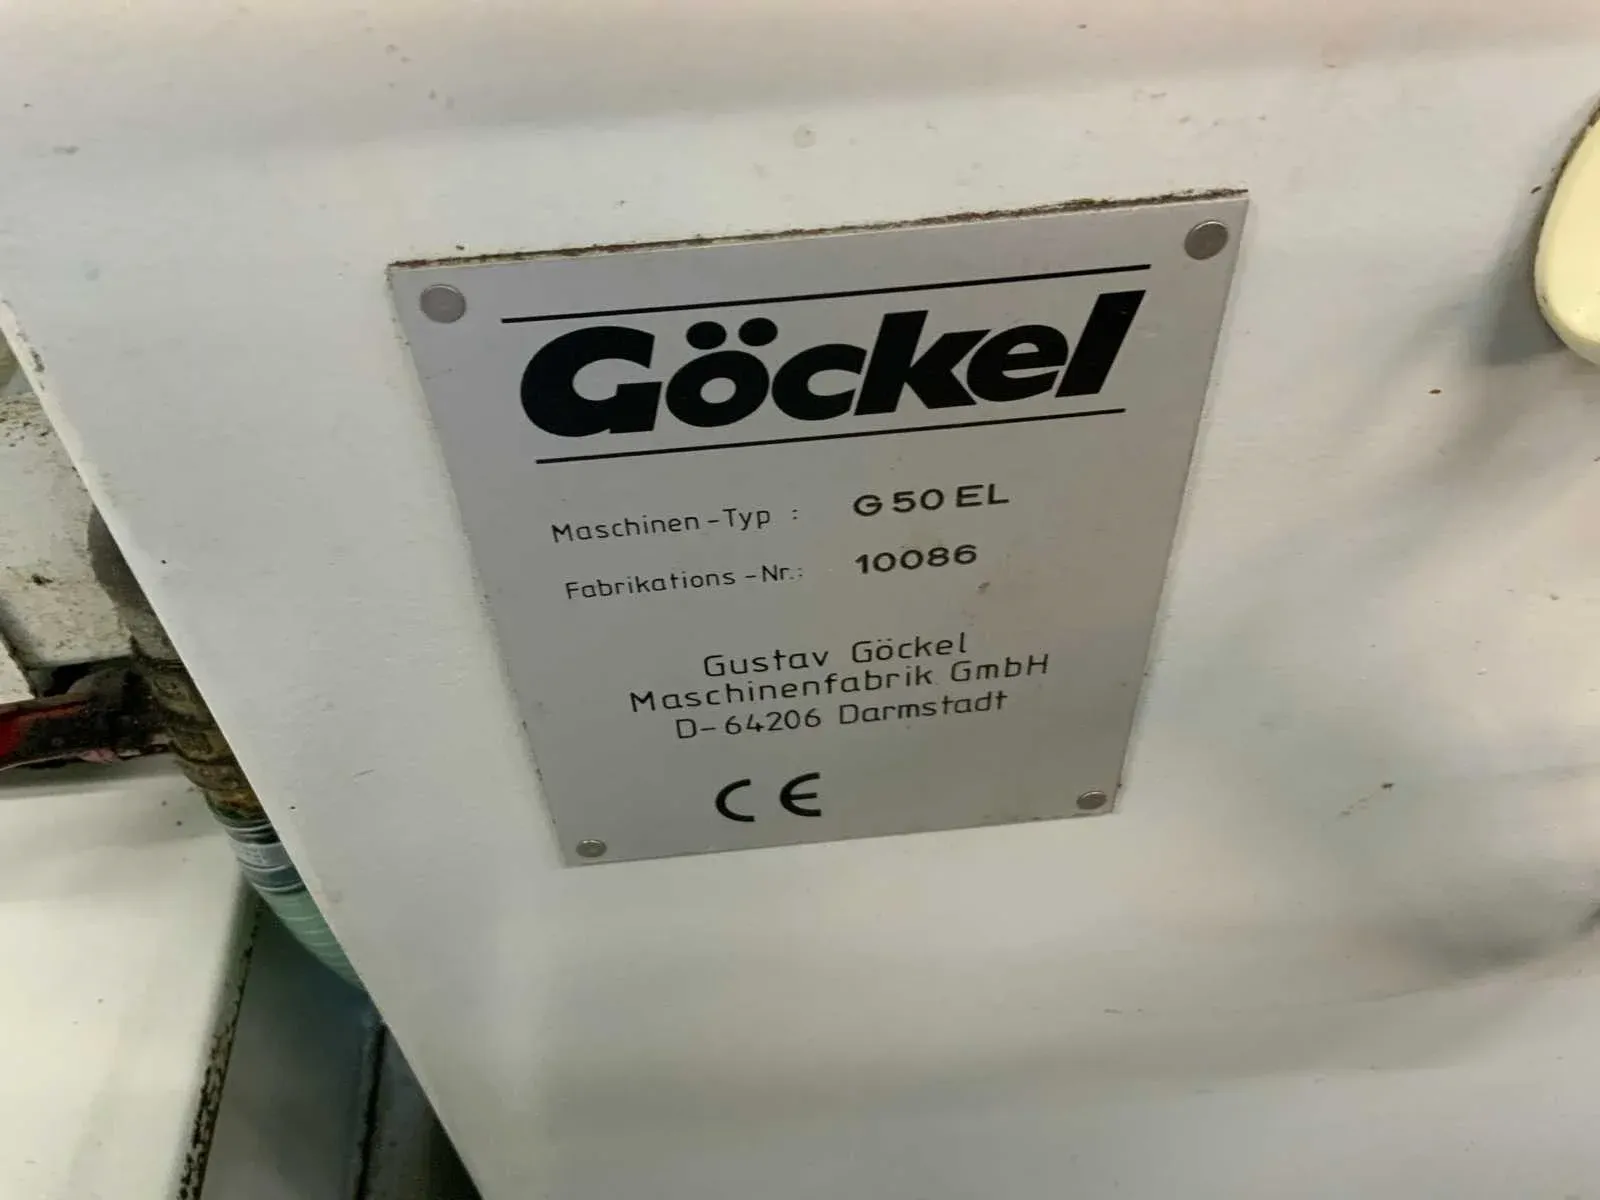 Göckel
Maschinen-Typ : G 50 EL
Fabrikations-Nr.: 10086
Gustav Göckel
Maschinenfabrik GmbH
D-64206 Darmstadt
CE